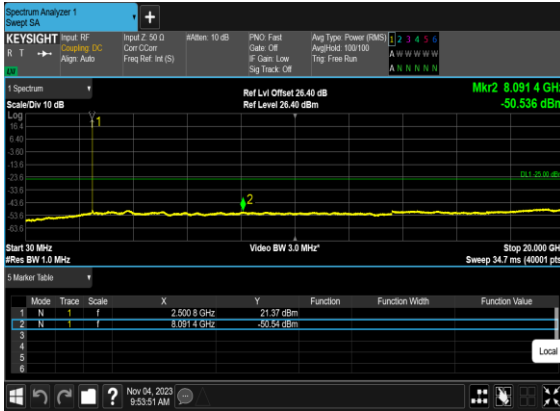 Spectrum Analyzer 1
Swept SA
+
KEYSIGHT Input: RF Input Z: 50 Ω #Atten: 10 dB PNO: Fast Avg Type: Power (RMS) 1 2 3 4 5 6
R T Coupling: DC Corr CCorr Gate: Off Avg|Hold: 100/100 A W W W W W
Align: Auto Freq Ref: Int (S) IF Gain: Low Trig: Free Run
LXI Sig Track: Off A N N N N N
1 Spectrum Ref Lvl Offset 26.40 dB Mkr2 8.091 4 GHz
Scale/Div 10 dB Ref Level 26.40 dBm -50.536 dBm
Log
16.4
6.40
-3.60
-13.6
DL1 -25.00 dBm
-23.6
-33.6
-43.6
-53.6
-63.6
1
2
Start 30 MHz Video BW 3.0 MHz* Stop 20.000 GHz
#Res BW 1.0 MHz Sweep 34.7 ms (40001 pts)
5 Marker Table
Mode Trace Scale X Y Function Function Width Function Value
1 N 1 f 2.500 8 GHz 21.37 dBm
2 N 1 f 8.091 4 GHz -50.54 dBm
3
4
5
6
Local
? Nov 04, 2023
9:53:51 AM